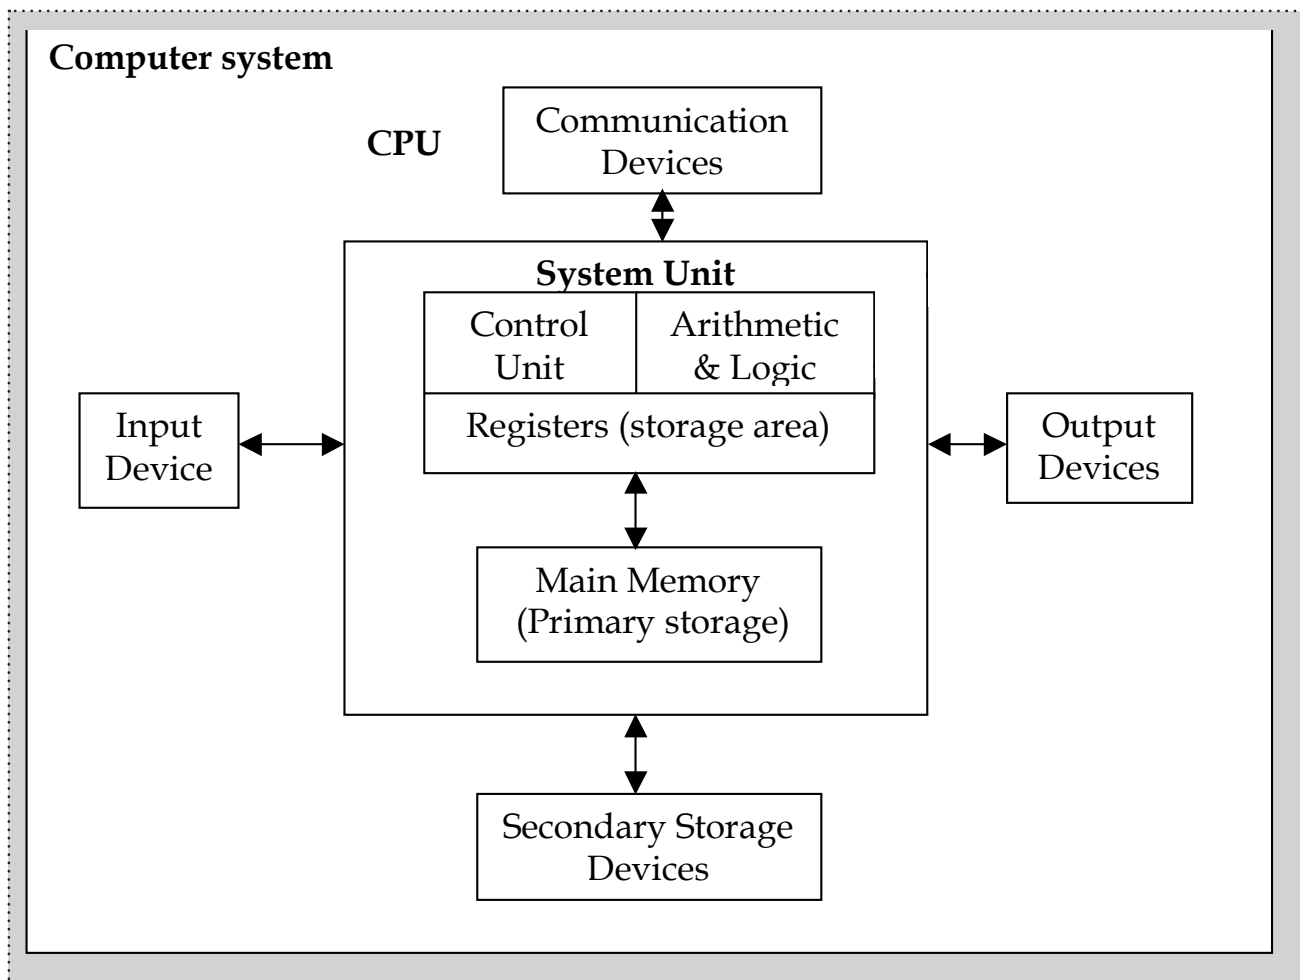 Computer system
Communication
Devices
CPU
System Unit
Control
Unit
Arithmetic
& Logic
Registers (storage area)
Input
Device
Output
Devices
Main Memory
(Primary storage)
Secondary Storage
Devices